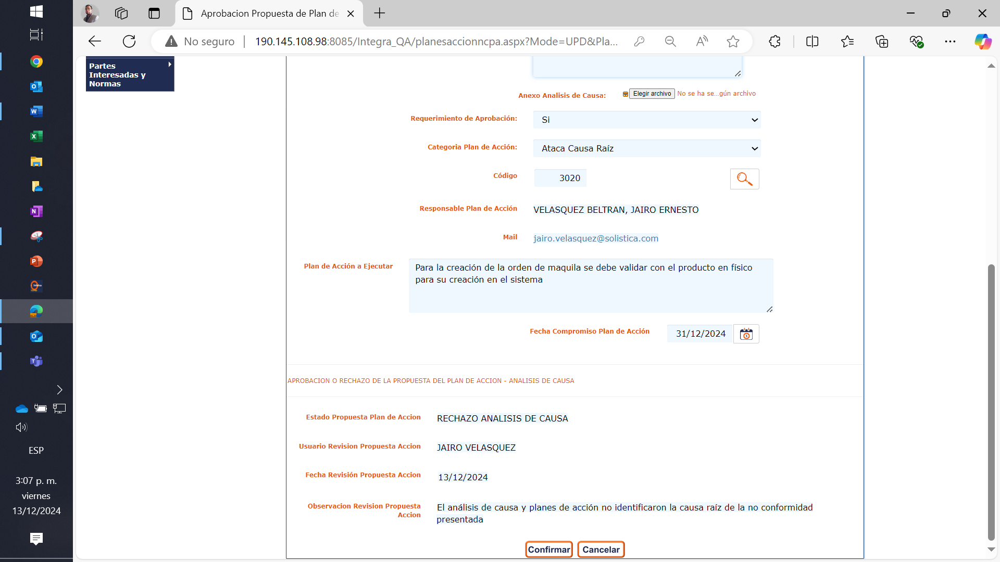 Aprobacion Propuesta de Plan de
No seguro
190.145.108.98:8085/Integra_QA/planesaccionncpa.aspx?Mode=UPD&Pla...
Partes
Interesadas y
Normas
Anexo Analisis de Causa:
Elegir archivo
No se ha se...gún archivo
Requerimiento de Aprobación:
Si
Categoria Plan de Acción:
Ataca Causa Raíz
Código
3020
Responsable Plan de Acción
VELASQUEZ BELTRAN, JAIRO ERNESTO
Mail
jairo.velasquez@solistica.com
Plan de Acción a Ejecutar
Para la creación de la orden de maquila se debe validar con el producto en físico
para su creación en el sistema
Fecha Compromiso Plan de Acción
31/12/2024
APROBACION O RECHAZO DE LA PROPUESTA DEL PLAN DE ACCION - ANALISIS DE CAUSA
Estado Propuesta Plan de Accion
RECHAZO ANALISIS DE CAUSA
Usuario Revision Propuesta Accion
JAIRO VELASQUEZ
Fecha Revisión Propuesta Accion
13/12/2024
Observacion Revision Propuesta
Accion
El análisis de causa y planes de acción no identificaron la causa raíz de la no conformidad
presentada
Confirmar
Cancelar
ESP
3:07 p. m.
viernes
13/12/2024